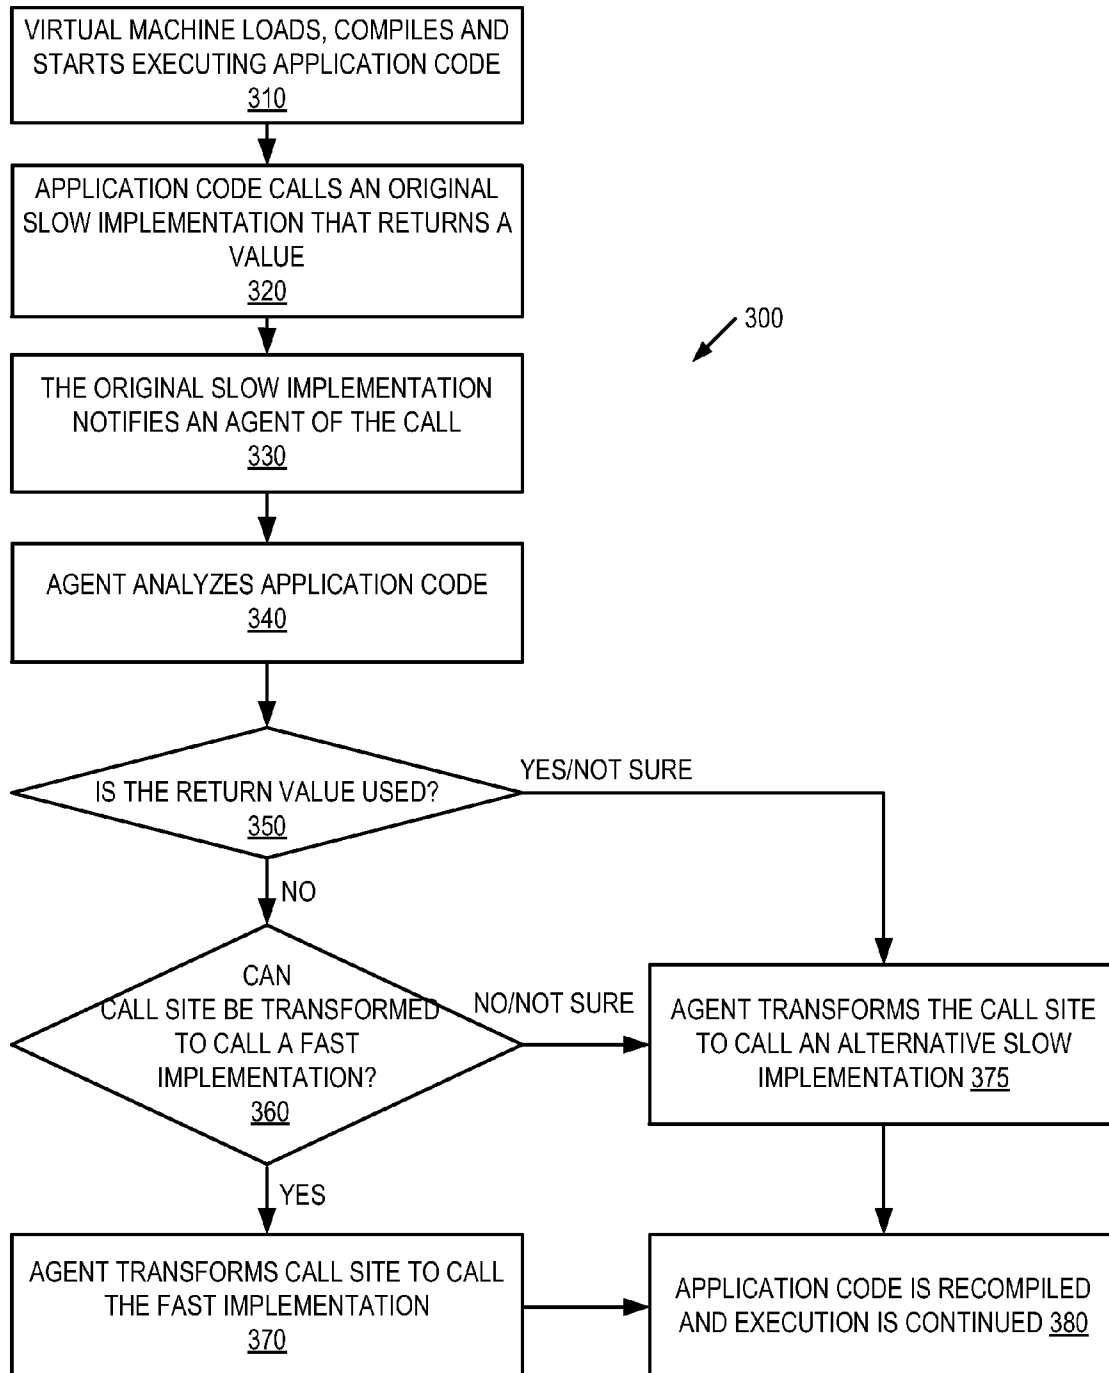 VIRTUAL MACHINE LOADS, COMPILES AND
STARTS EXECUTING APPLICATION CODE
310
APPLICATION CODE CALLS AN ORIGINAL
SLOW IMPLEMENTATION THAT RETURNS A
VALUE
320
300
THE ORIGINAL SLOW IMPLEMENTATION
NOTIFIES AN AGENT OF THE CALL
330
AGENT ANALYZES APPLICATION CODE
340
YES/NOT SURE
IS THE RETURN VALUE USED?
350
NO
CAN
CALL SITE BE TRANSFORMED
TO CALL A FAST
IMPLEMENTATION?
360
NO/NOT SURE
AGENT TRANSFORMS THE CALL SITE
TO CALL AN ALTERNATIVE SLOW
IMPLEMENTATION 375
YES
AGENT TRANSFORMS CALL SITE TO CALL
THE FAST IMPLEMENTATION
370
APPLICATION CODE IS RECOMPILED
AND EXECUTION IS CONTINUED 380